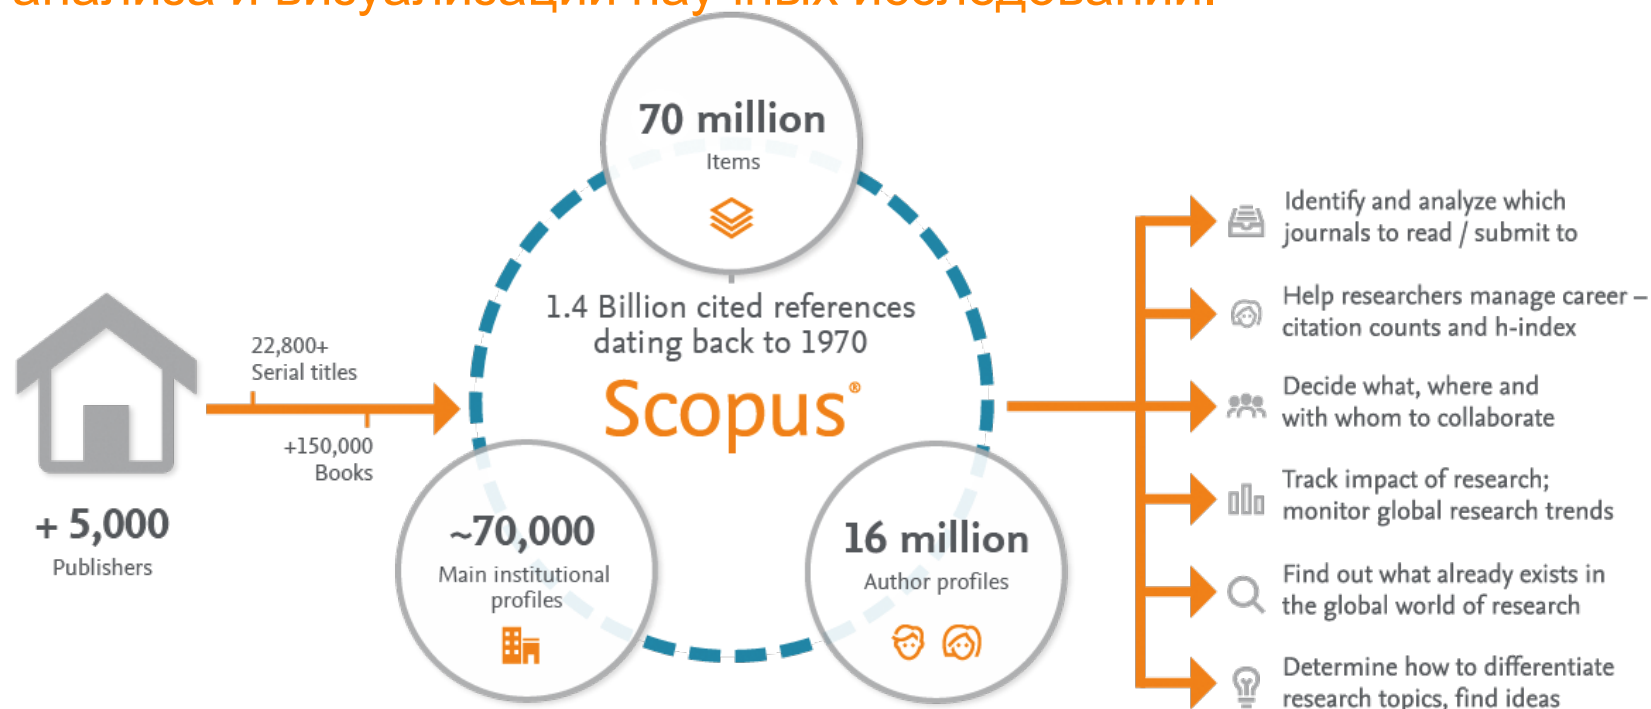 анализа и визуализации научных исследований.
70 million
Items
1.4 Billion cited references
dating back to 1970
Scopus®
22,800+
Serial titles
+150,000
Books
+ 5,000
Publishers
~70,000
Main institutional
profiles
16 million
Author profiles
Identify and analyze which
journals to read / submit to
Help researchers manage career –
citation counts and h-index
Decide what, where and
with whom to collaborate
Track impact of research;
monitor global research trends
Find out what already exists in
the global world of research
Determine how to differentiate
research topics, find ideas